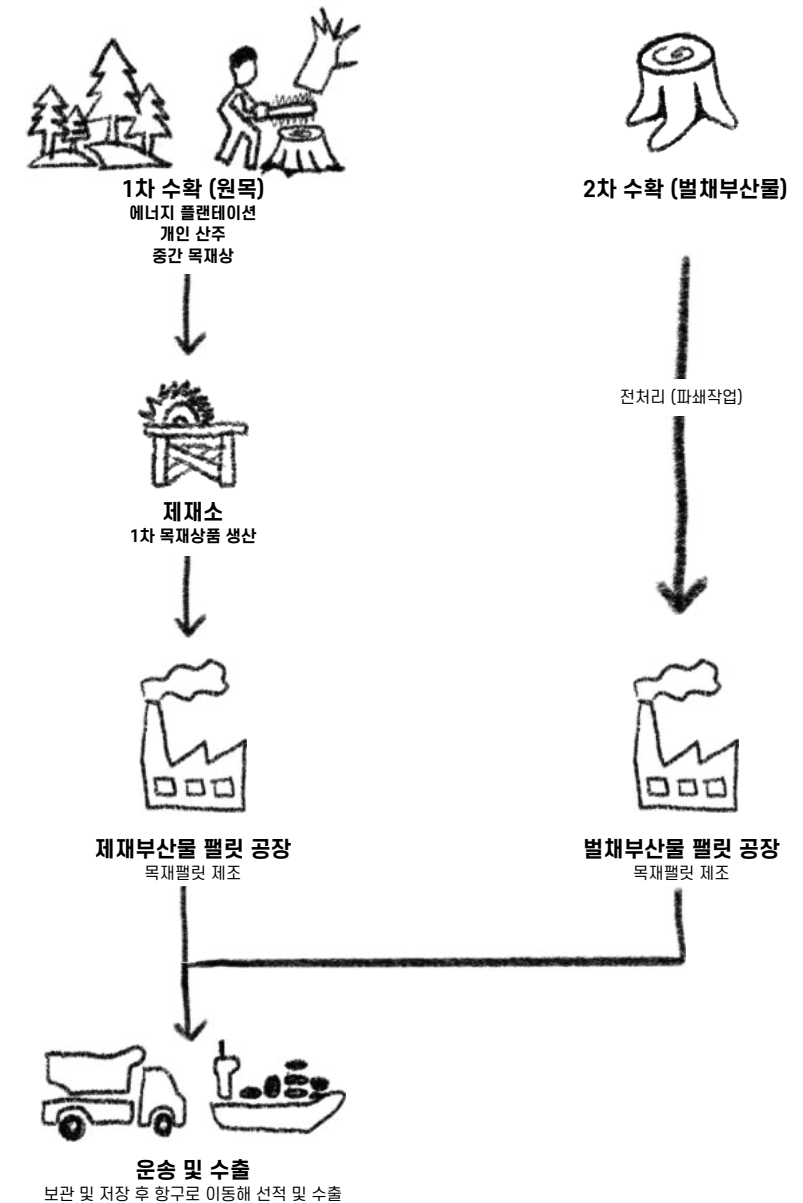 1차 수확 (원목)
에너지 플랜테이션
개인 산주
중간 목재상
2차 수확 (벌채부산물)
전처리 (파쇄작업)
제재소
1차 목재상품 생산
제재부산물 팰릿 공장
목재팰릿 제조
벌채부산물 팰릿 공장
목재팰릿 제조
운송 및 수출
보관 및 저장 후 항구로 이동해 선적 및 수출